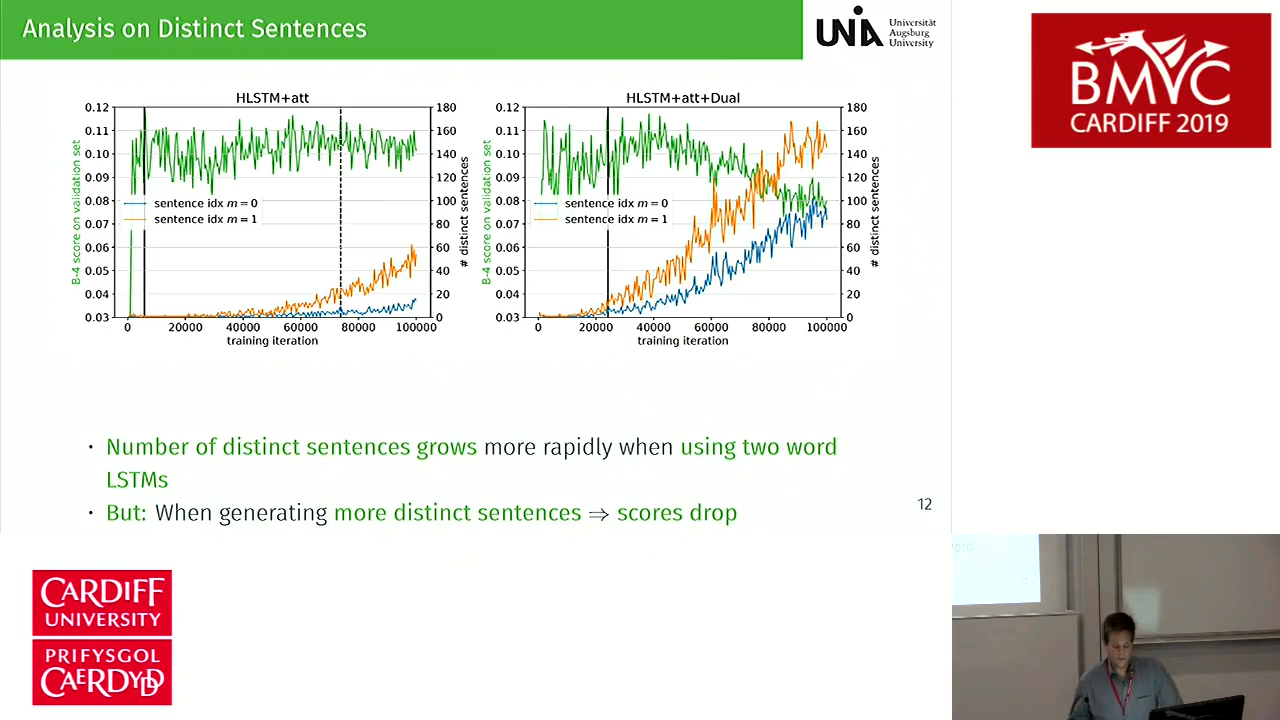 Analysis on Distinct Sentences
UNIA
Universität
Augsburg
University
BMVC
CARDIFF 2019
HLSTM+att
0.12
0.11
0.10
0.09
0.08
0.07
0.06
0.05
0.04
0.03
B-4 score on validation set
180
160
140
120
100
80
60
40
20
0
# distinct sentences
sentence idx m = 0
sentence idx m = 1
0 20000 40000 60000 80000 100000
training iteration
HLSTM+att+Dual
0.12
0.11
0.10
0.09
0.08
0.07
0.06
0.05
0.04
0.03
B-4 score on validation set
180
160
140
120
100
80
60
40
20
0
# distinct sentences
sentence idx m = 0
sentence idx m = 1
0 20000 40000 60000 80000 100000
training iteration
• Number of distinct sentences grows more rapidly when using two word
LSTMs
• But: When generating more distinct sentences ⇒ scores drop
12
CARDIFF
UNIVERSITY
PRIFYSGOL
CAERDYDD